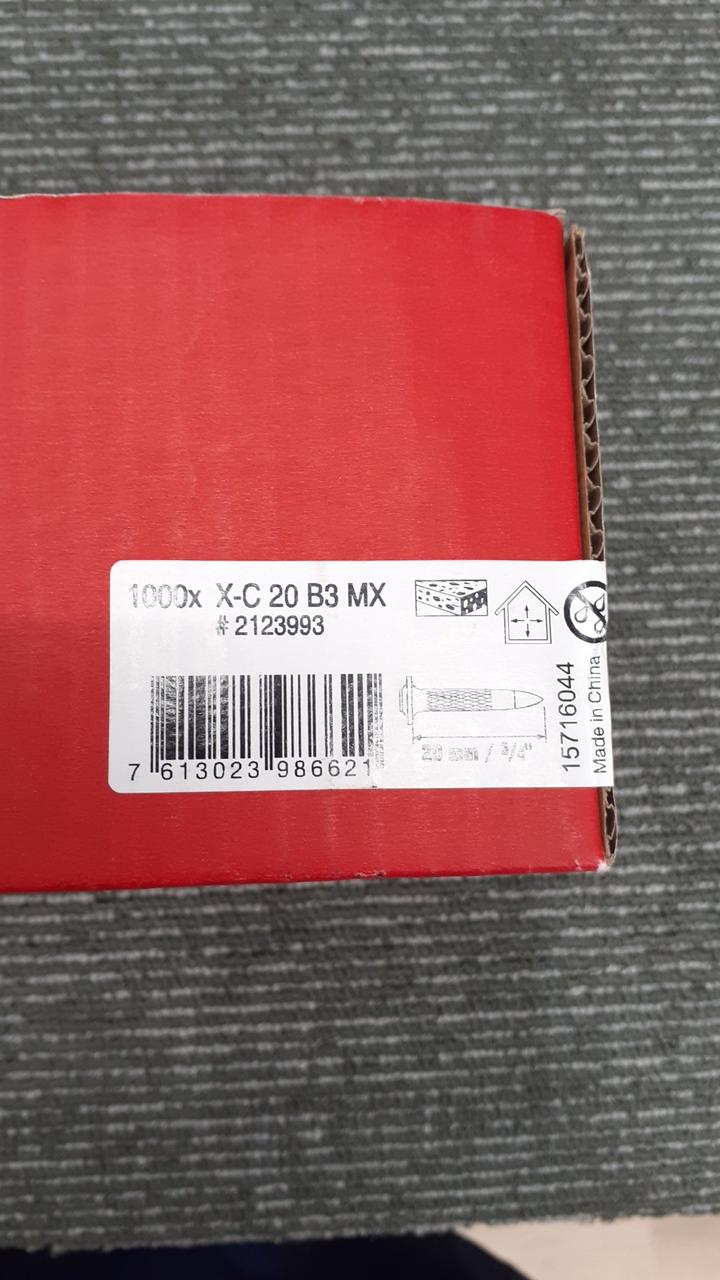 1000x X-C 20 B3 MX
# 2123993
7 613023 986621
20 mm / 3/4"
15716044
Made in China